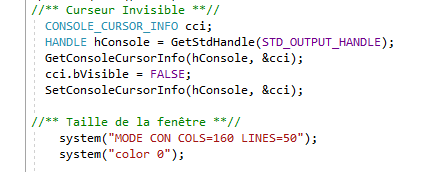 //** Curseur Invisible **//
CONSOLE_CURSOR_INFO cci;
HANDLE hConsole = GetStdHandle(STD_OUTPUT_HANDLE);
GetConsoleCursorInfo(hConsole, &cci);
cci.bVisible = FALSE;
SetConsoleCursorInfo(hConsole, &cci);
//** Taille de la fenêtre **//
system("MODE CON COLS=160 LINES=50");
system("color 0");